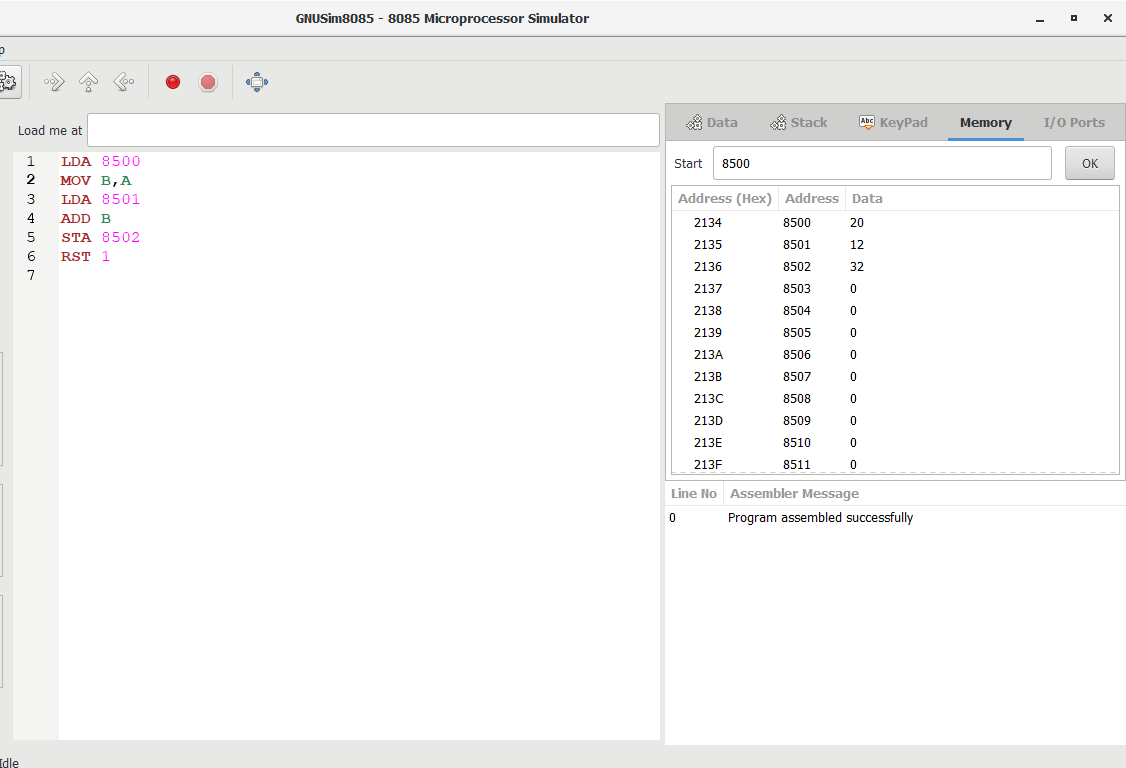 GNUSim8085 - 8085 Microprocessor Simulator
p
Load me at
1 LDA 8500
2 MOV B,A
3 LDA 8501
4 ADD B
5 STA 8502
6 RST 1
7
Data Stack Abc KeyPad Memory I/O Ports
Start 8500 OK
Address (Hex) Address Data
2134 8500 20
2135 8501 12
2136 8502 32
2137 8503 0
2138 8504 0
2139 8505 0
213A 8506 0
213B 8507 0
213C 8508 0
213D 8509 0
213E 8510 0
213F 8511 0
Line No Assembler Message
0 Program assembled successfully
Idle